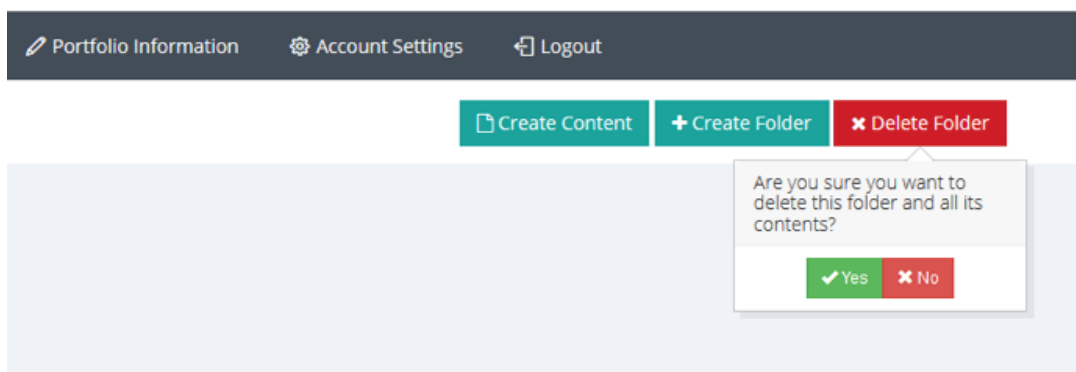 Portfolio Information Account Settings Logout
Create Content Create Folder Delete Folder
Are you sure you want to
delete this folder and all its
contents?
Yes No